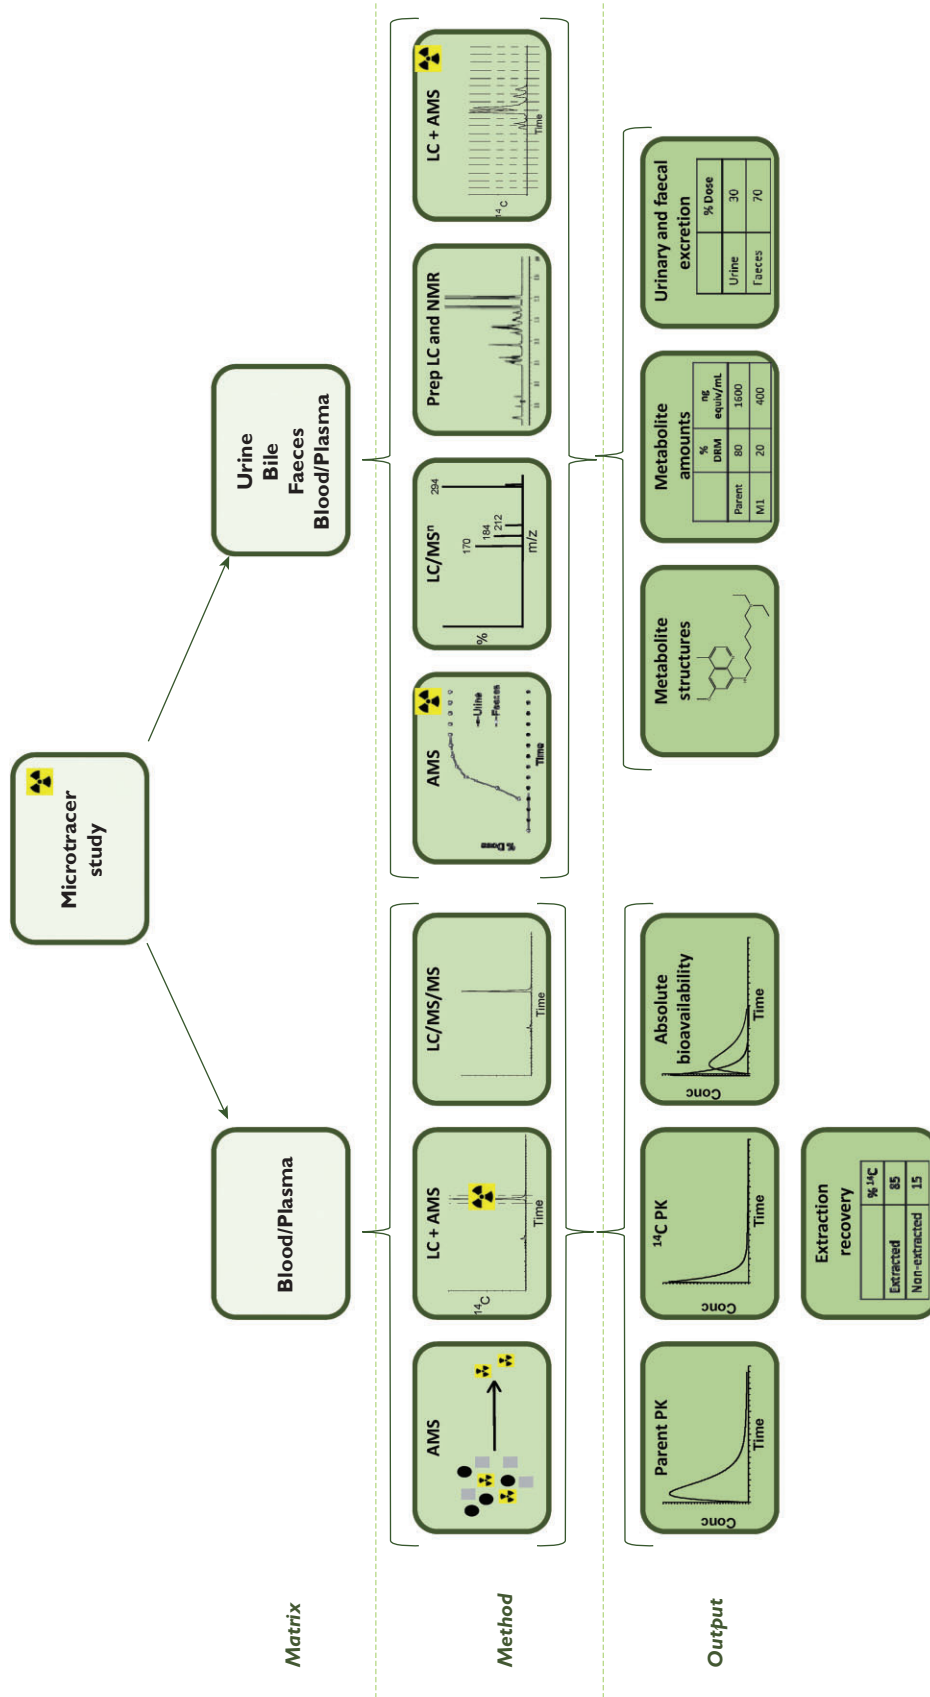 Microtracer
study
Matrix
Blood/Plasma
Urine
Bile
Faeces
Blood/Plasma
Method
AMS
LC + AMS
¹⁴C
Time
LC/MS/MS
Time
AMS
% Dose
Urine
Faeces
Time
LC/MSⁿ
%
170
184
212
294
m/z
Prep LC and NMR
LC + AMS
¹⁴C
Time
Output
Parent PK
Conc
Time
¹⁴C PK
Conc
Time
Absolute
bioavailability
Conc
Time
Extraction
recovery
% ¹⁴C
Extracted 85
Non-extracted 15
Metabolite
structures
Metabolite
amounts
% DRM ng equiv/mL
Parent 80 1600
M1 20 400
Urinary and faecal
excretion
% Dose
Urine 30
Faeces 70